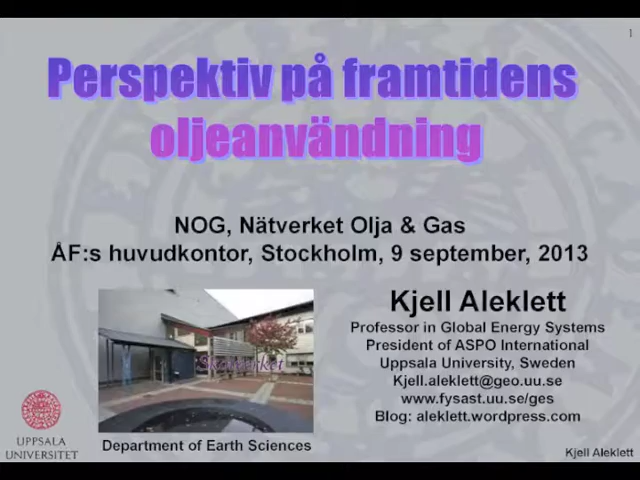 1
Perspektiv på framtidens
oljeanvändning
NOG, Nätverket Olja & Gas
ÅF:s huvudkontor, Stockholm, 9 september, 2013
Kjell Aleklett
Professor in Global Energy Systems
President of ASPO International
Uppsala University, Sweden
Kjell.aleklett@geo.uu.se
www.fysast.uu.se/ges
Blog: aleklett.wordpress.com
Department of Earth Sciences
UPPSALA
UNIVERSITET
Kjell Aleklett